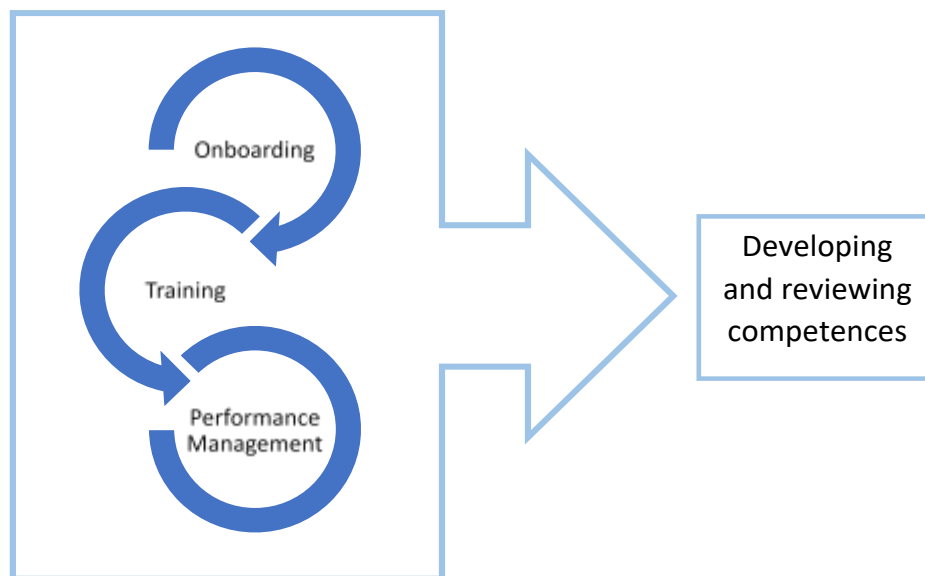 Onboarding
Training
Performance
Management
Developing
and reviewing
competences